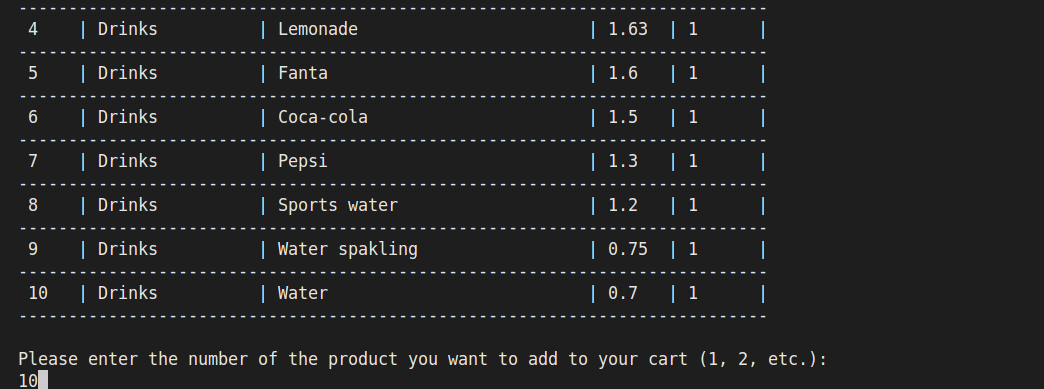 ---------------------------------------------------------------------------
4 | Drinks | Lemonade | 1.63 | 1 |
---------------------------------------------------------------------------
5 | Drinks | Fanta | 1.6 | 1 |
---------------------------------------------------------------------------
6 | Drinks | Coca-cola | 1.5 | 1 |
---------------------------------------------------------------------------
7 | Drinks | Pepsi | 1.3 | 1 |
---------------------------------------------------------------------------
8 | Drinks | Sports water | 1.2 | 1 |
---------------------------------------------------------------------------
9 | Drinks | Water spakling | 0.75 | 1 |
---------------------------------------------------------------------------
10 | Drinks | Water | 0.7 | 1 |
---------------------------------------------------------------------------
Please enter the number of the product you want to add to your cart (1, 2, etc.):
10